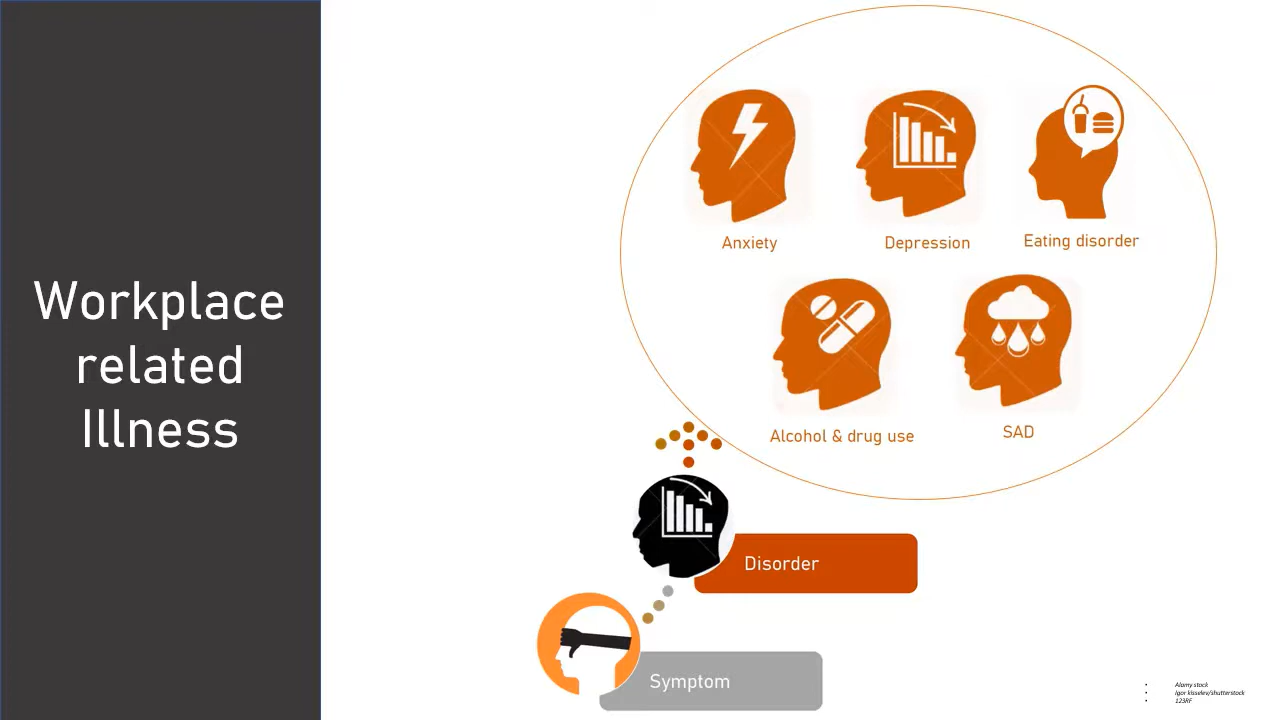 Workplace
related
Illness
Anxiety
Depression
Eating disorder
Alcohol & drug use
SAD
Disorder
Symptom
• Alamy stock
• Igor kisselev/shutterstock
• 123RF